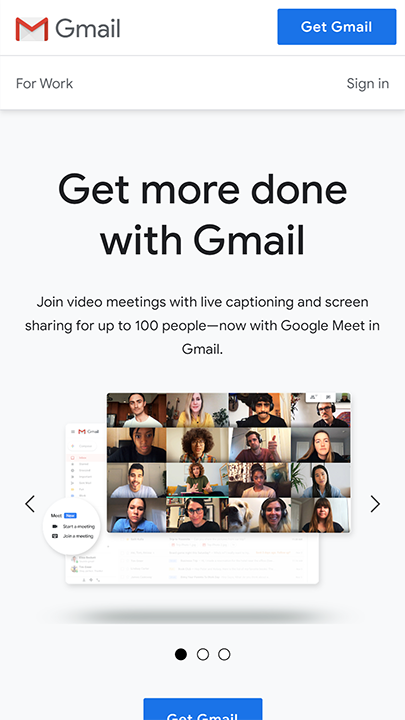 Gmail
Get Gmail
For Work
Sign in
Get more done
with Gmail
Join video meetings with live captioning and screen
sharing for up to 100 people—now with Google Meet in
Gmail.
Gmail
Meet New
Start a meeting
Join a meeting
Get Gmail